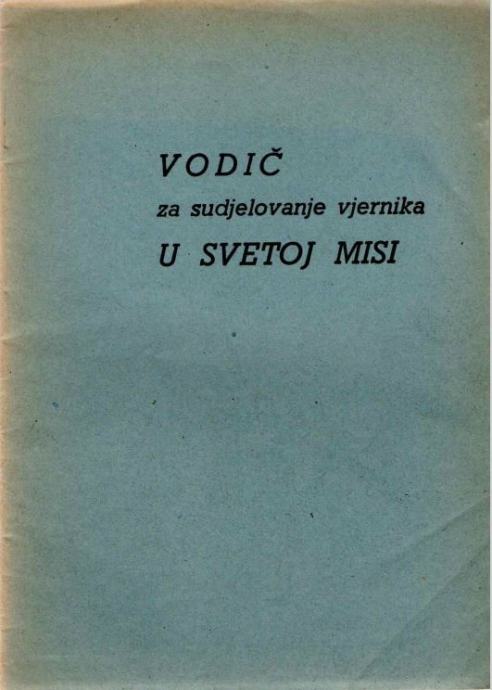 VODIČ
za sudjelovanje vjernika
U SVETOJ MISI